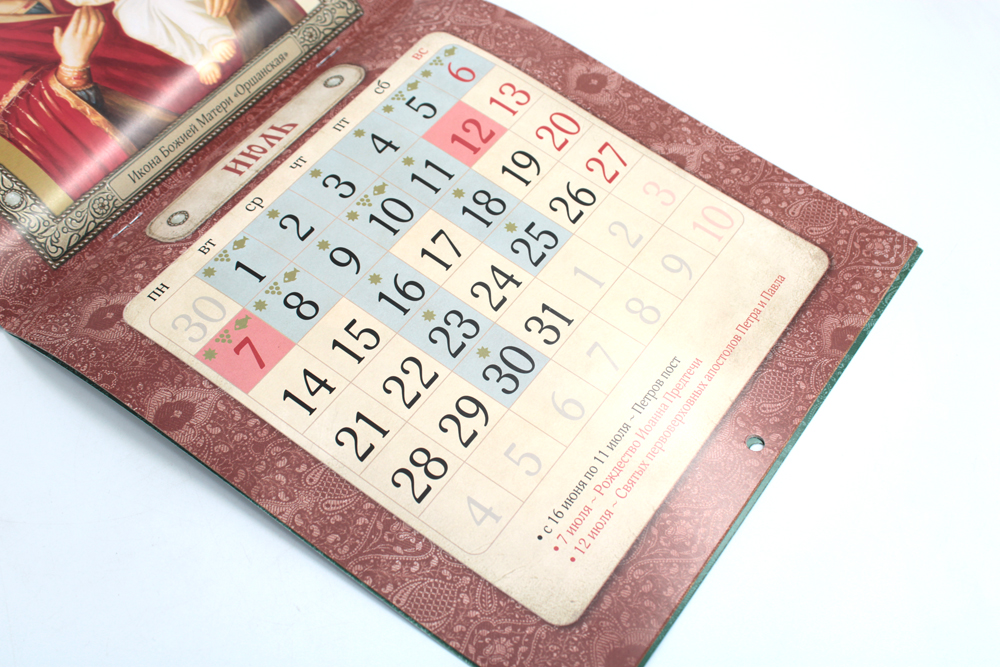 Икона Божией Матери «Оршанская»
ИЮЛЬ
ПН ВТ СР ЧТ ПТ СБ ВС
30 1 2 3 4 5 6
7 8 9 10 11 12 13
14 15 16 17 18 19 20
21 22 23 24 25 26 27
28 29 30 31 1 2 3
4 5 6 7 8 9 10
• с 16 июня по 11 июля ~ Петров пост
• 7 июля ~ Рождество Иоанна Предтечи
• 12 июля ~ Святых первоверховных апостолов Петра и Павла